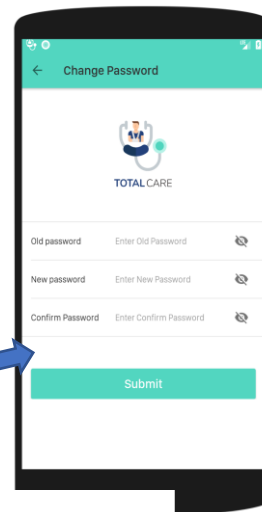 Change Password
TOTAL CARE
Old password Enter Old Password
New password Enter New Password
Confirm Password Enter Confirm Password
Submit